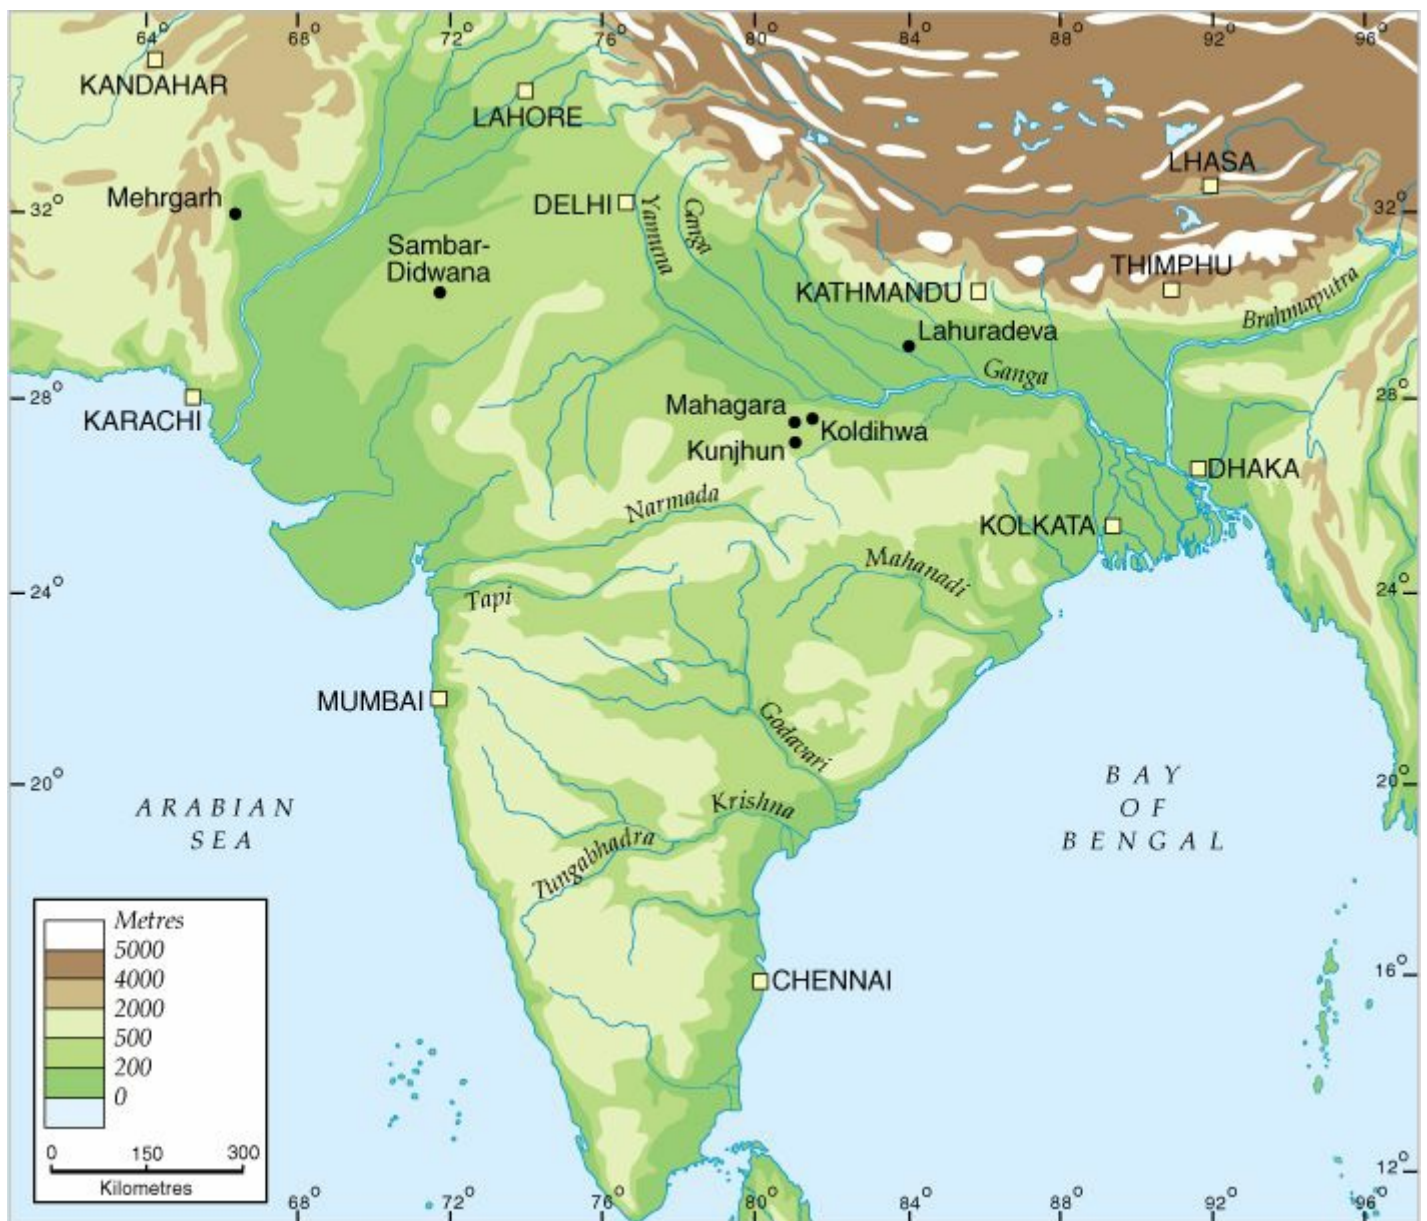 64° 68° 72° 76° 80° 84° 88° 92° 96°
KANDAHAR
LAHORE
LHASA
Mehrgarh
DELHI
32°
32°
Yamuna
Ganga
Sambar-
Didwana
KATHMANDU
THIMPHU
Brahmaputra
Lahuradeva
Ganga
28°
28°
KARACHI
Mahagara
Koldihwa
Kunjhun
DHAKA
Narmada
KOLKATA
Mahanadi
24°
24°
Tapi
MUMBAI
Godavari
20°
20°
ARABIAN
SEA
BAY
OF
BENGAL
Krishna
Tungabhadra
Metres
5000
4000
2000
500
200
0
0 150 300
Kilometres
CHENNAI
16°
12°
68° 72° 76° 80° 84° 88° 92° 96°